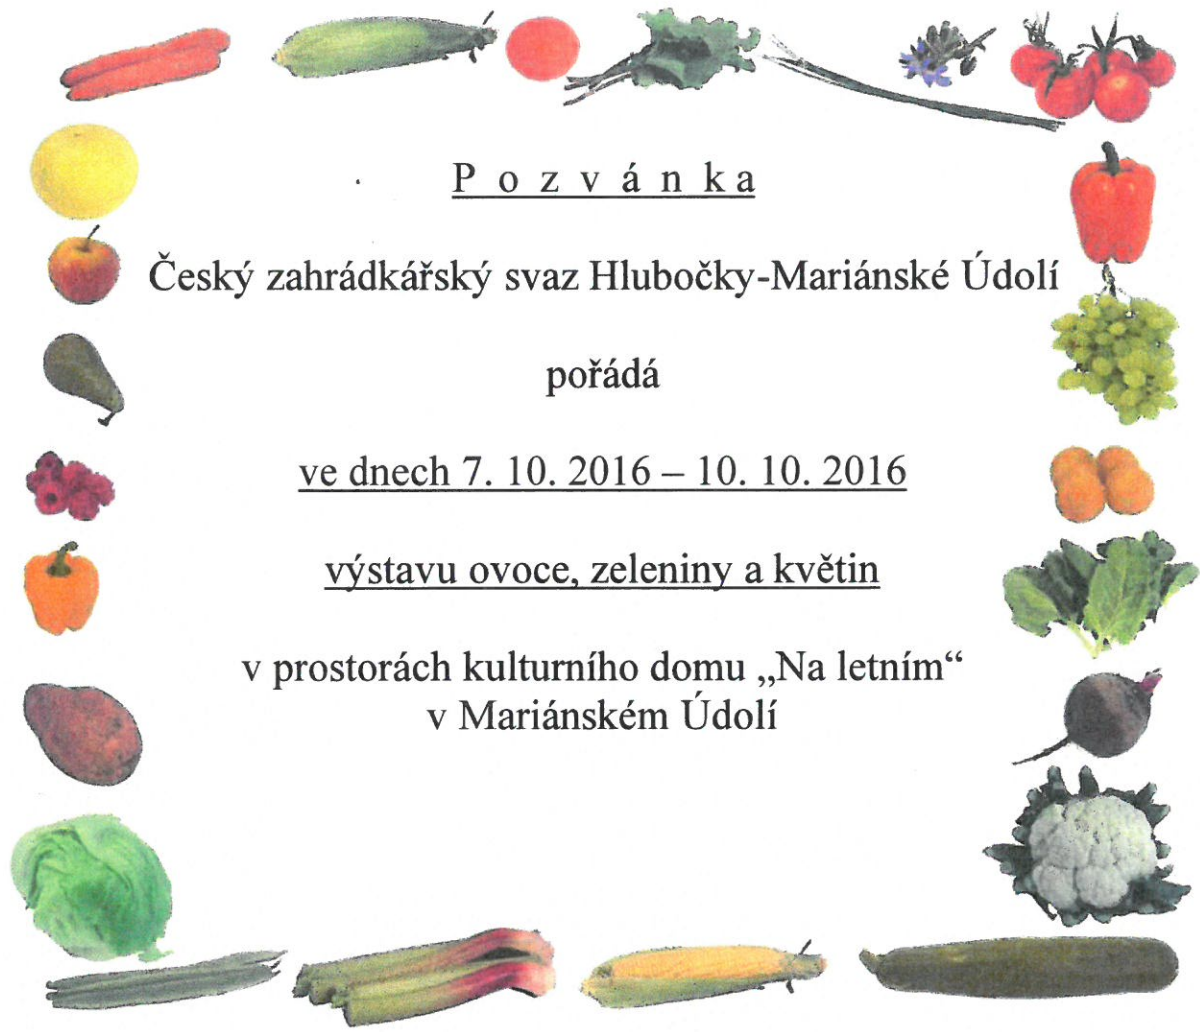 P o z v á n k a
Český zahrádkářský svaz Hlubočky-Mariánské Údolí
pořádá
ve dnech 7. 10. 2016 – 10. 10. 2016
výstavu ovoce, zeleniny a květin
v prostorách kulturního domu „Na letním“
v Mariánském Údolí